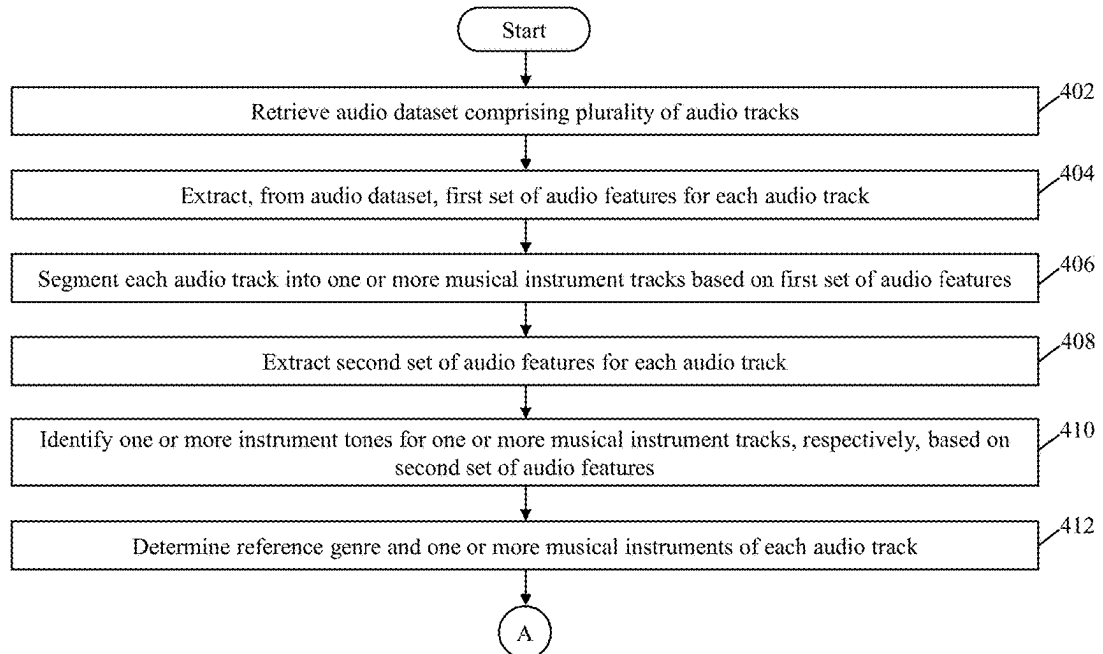 Start
Retrieve audio dataset comprising plurality of audio tracks
402
Extract, from audio dataset, first set of audio features for each audio track
404
Segment each audio track into one or more musical instrument tracks based on first set of audio features
406
Extract second set of audio features for each audio track
408
Identify one or more instrument tones for one or more musical instrument tracks, respectively, based on
second set of audio features
410
Determine reference genre and one or more musical instruments of each audio track
412
A